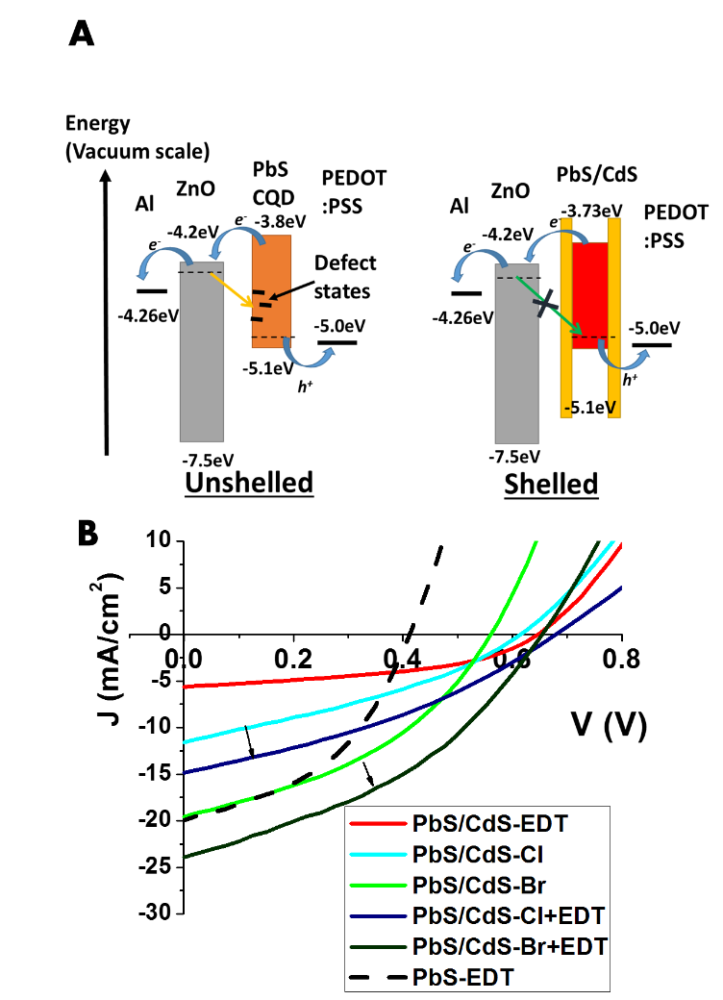 A
Energy
(Vacuum scale)
Al
ZnO
PbS
CQD
PEDOT
:PSS
e-
e-
-4.2eV
-3.8eV
Defect
states
-4.26eV
-5.0eV
-5.1eV
h+
-7.5eV
Unshelled
Al
ZnO
PbS/CdS
PEDOT
:PSS
e-
e-
-4.2eV
-3.73eV
-4.26eV
-5.0eV
h+
-5.1eV
-7.5eV
Shelled
B
J (mA/cm2)
10
5
0
-5
-10
-15
-20
-25
-30
0.0
0.2
0.4
0.6
0.8
V (V)
PbS/CdS-EDT
PbS/CdS-Cl
PbS/CdS-Br
PbS/CdS-Cl+EDT
PbS/CdS-Br+EDT
PbS-EDT